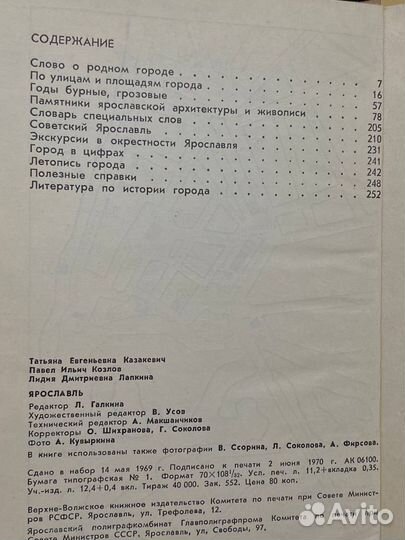 СОДЕРЖАНИЕ
Слово о родном городе . . . . . . . . . . 7
По улицам и площадям города . . . . . . . . 16
Годы бурные, грозовые . . . . . . . . . . 57
Памятники ярославской архитектуры и живописи . . . 78
Словарь специальных слов . . . . . . . . . 205
Советский Ярославль . . . . . . . . . . 210
Экскурсии в окрестности Ярославля . . . . . . 231
Город в цифрах . . . . . . . . . . . 241
Летопись города . . . . . . . . . . . 242
Полезные справки . . . . . . . . . . . 248
Литература по истории города . . . . . . . . 252
Татьяна Евгеньевна Казакевич
Павел Ильич Козлов
Лидия Дмитриевна Лапкина
ЯРОСЛАВЛЬ
Редактор Л. Галкина
Художественный редактор В. Усов
Технический редактор А. Макшанчиков
Корректоры О. Шихранова, Г. Соколова
Фото А. Кувыркина
В книге использованы также фотографии В. Ссорина, Л. Соколова, А. Фирсова.
Сдано в набор 14 мая 1969 г. Подписано к печати 2 июня 1970 г. АК 06100.
Бумага типографская № 1. Формат 70×108¹/₃₂. Усл. печ. л. 11,2+вкладка 0,35.
Уч.-изд. л. 12,4+0,4 вкл. Тираж 40 000. Зак. 552. Цена 80 коп.
Верхне-Волжское книжное издательство Комитета по печати при Совете Министров РСФСР. Ярославль, ул. Трефолева, 12.
Ярославский полиграфкомбинат Главполиграфпрома Комитета по печати
Совете Министров СССР, Ярославль, ул. Свободы, 97.
Avito